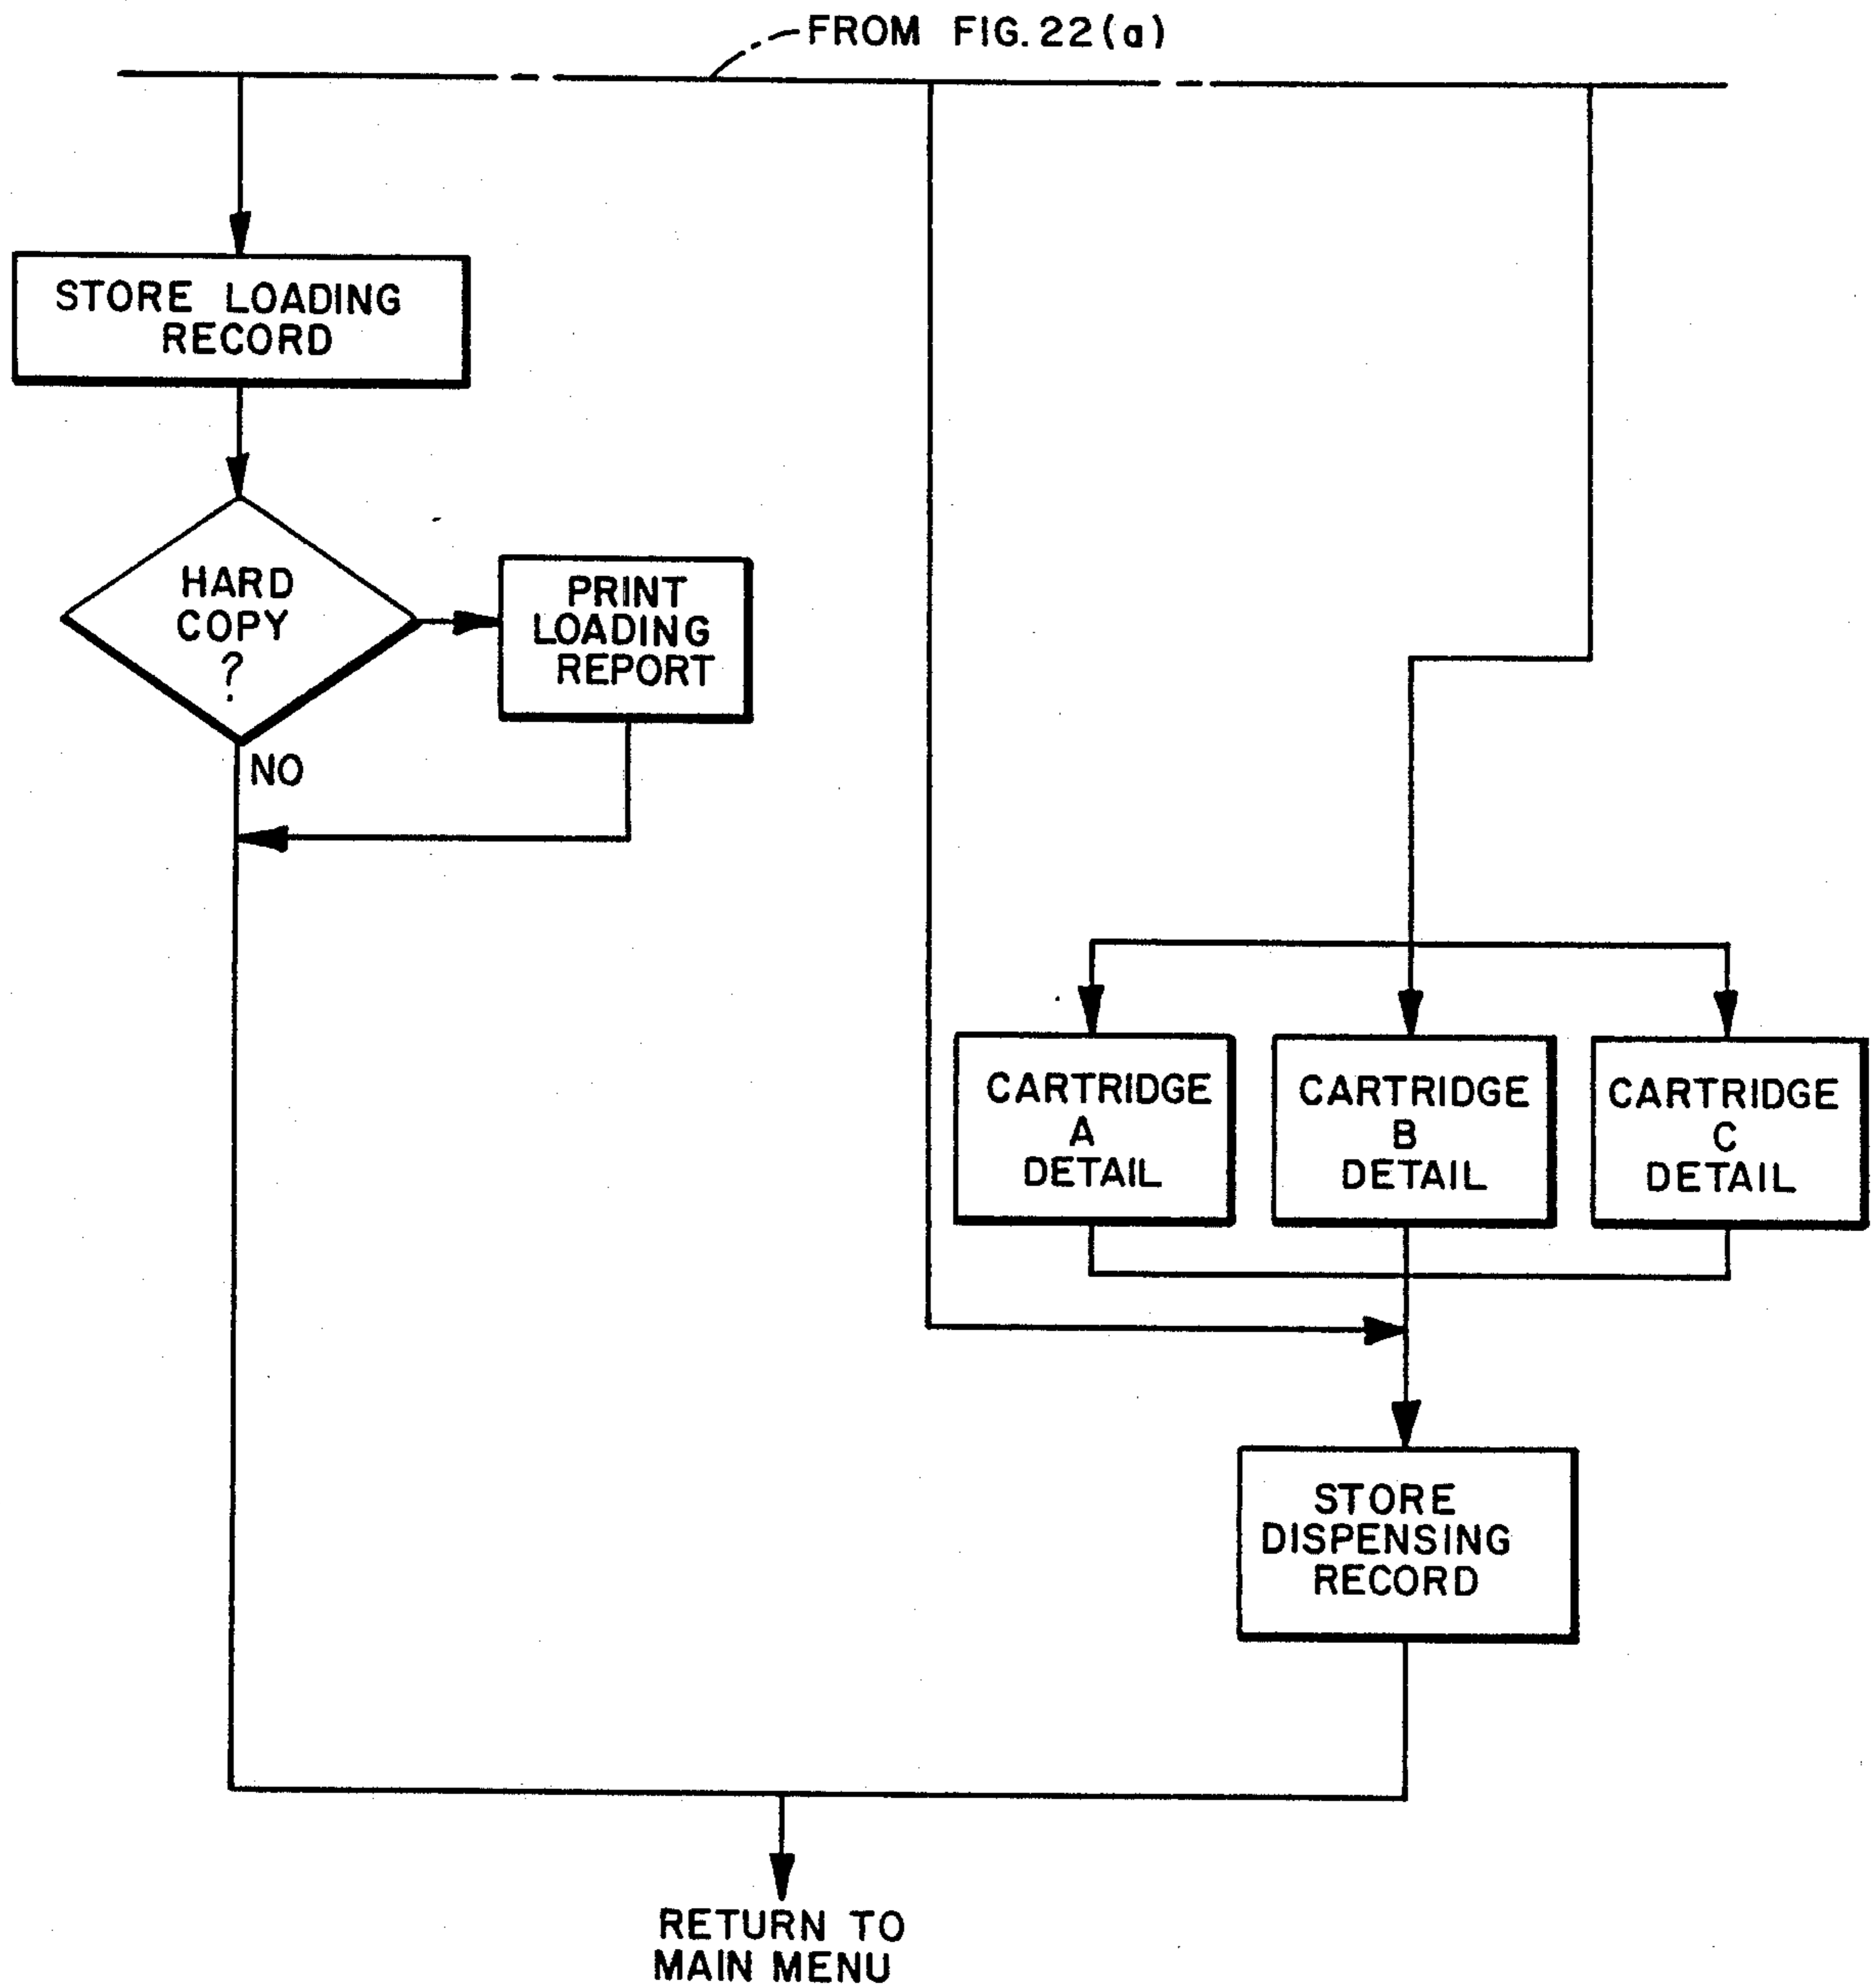 FROM FIG. 22(a)
STORE LOADING
RECORD
HARD
COPY
?
PRINT
LOADING
REPORT
NO
CARTRIDGE
A
DETAIL
CARTRIDGE
B
DETAIL
CARTRIDGE
C
DETAIL
STORE
DISPENSING
RECORD
RETURN TO
MAIN MENU